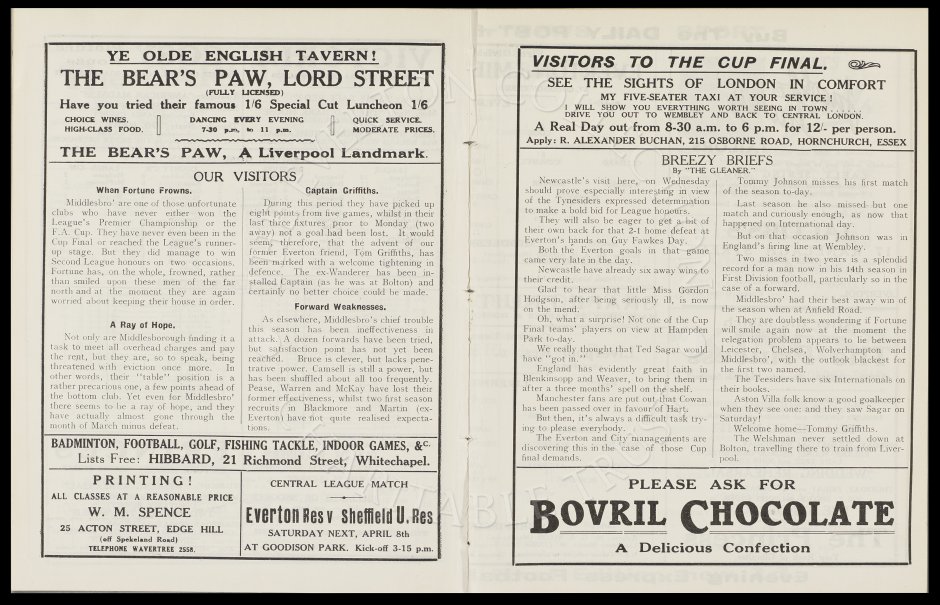 YE OLDE ENGLISH TAVERN!
THE BEAR'S PAW, LORD STREET
(FULLY LICENSED)
Have you tried their famous 1/6 Special Cut Luncheon 1/6
CHOICE WINES.
HIGH-CLASS FOOD.
DANCING EVERY EVENING
7-30 p.m. to 11 p.m.
QUICK SERVICE.
MODERATE PRICES.
THE BEAR'S PAW, A Liverpool Landmark.
OUR VISITORS
When Fortune Frowns.
Middlesbro' are one of those unfortunate
clubs who have never either won the
League's Premier Championship or the
F.A. Cup. They have never even been in the
Cup Final or reached the League's runner-
up stage. But they did manage to win
Second League honours on two occasions.
Fortune has, on the whole, frowned, rather
than smiled upon these men of the far
north and at the moment they are again
worried about keeping their house in order.
A Ray of Hope.
Not only are Middlesborough finding it a
task to meet all overhead charges and pay
the rent, but they are, so to speak, being
threatened with eviction once more. In
other words, their "table" position is a
rather precarious one, a few points ahead of
the bottom club. Yet even for Middlesbro'
there seems to be a ray of hope, and they
have actually almost gone through the
month of March minus defeat.
Captain Griffiths.
During this period they have picked up
eight points from five games, whilst in their
last three fixtures prior to Monday (two
away) not a goal had been lost. It would
seem, therefore, that the advent of our
former Everton friend, Tom Griffiths, has
been marked with a welcome tightening in
defence. The ex-Wanderer has been in-
stalled Captain (as he was at Bolton) and
certainly no better choice could be made.
Forward Weaknesses.
As elsewhere, Middlesbro's chief trouble
this season has been ineffectiveness in
attack. A dozen forwards have been tried,
but satisfaction point has not yet been
reached. Bruce is clever, but lacks pene-
trative power. Camsell is still a power, but
has been shuffled about all too frequently.
Pease, Warren and McKay have lost their
former effectiveness, whilst two first season
recruits in Blackmore and Martin (ex-
Everton) have not quite realised expecta-
tions.
BADMINTON, FOOTBALL, GOLF, FISHING TACKLE, INDOOR GAMES, &c.
Lists Free: HIBBARD, 21 Richmond Street, Whitechapel.
PRINTING!
ALL CLASSES AT A REASONABLE PRICE
W. M. SPENCE
25 ACTON STREET, EDGE HILL
(off Spekeland Road)
TELEPHONE WAVERTREE 2558.
CENTRAL LEAGUE MATCH
Everton Res v Sheffield U. Res
SATURDAY NEXT, APRIL 8th
AT GOODISON PARK. Kick-off 3-15 p.m.
VISITORS TO THE CUP FINAL.
SEE THE SIGHTS OF LONDON IN COMFORT
MY FIVE-SEATER TAXI AT YOUR SERVICE!
I WILL SHOW YOU EVERYTHING WORTH SEEING IN TOWN......
DRIVE YOU OUT TO WEMBLEY AND BACK TO CENTRAL LONDON.
A Real Day out from 8-30 a.m. to 6 p.m. for 12/- per person.
Apply: R. ALEXANDER BUCHAN, 215 OSBORNE ROAD, HORNCHURCH, ESSEX
BREEZY BRIEFS
By "THE GLEANER."
Newcastle's visit here, on Wednesday
should prove especially interesting in view
of the Tynesiders expressed determination
to make a bold bid for League honours.
They will also be eager to get a bit of
their own back for that 2-1 home defeat at
Everton's hands on Guy Fawkes Day.
Both the Everton goals in that game
came very late in the day.
Newcastle have already six away wins to
their credit.
Glad to hear that little Miss Gordon
Hodgson, after being seriously ill, is now
on the mend.
Oh, what a surprise! Not one of the Cup
Final teams' players on view at Hampden
Park to-day.
We really thought that Ted Sagar would
have "got in."
England has evidently great faith in
Blenkinsopp and Weaver, to bring them in
after a three months' spell on the shelf.
Manchester fans are put out that Cowan
has been passed over in favour of Hart.
But then, it's always a difficult task try-
ing to please everybody.
The Everton and City managements are
discovering this in the case of those Cup
final demands.
Tommy Johnson misses his first match
of the season to-day.
Last season he also missed but one
match and curiously enough, as now that
happened on International day.
But on that occasion Johnson was in
England's firing line at Wembley.
Two misses in two years is a splendid
record for a man now in his 14th season in
First Division football, particularly so in the
case of a forward.
Middlesbro' had their best away win of
the season when at Anfield Road.
They are doubtless wondering if Fortune
will smile again now at the moment the
relegation problem appears to lie between
Leicester, Chelsea, Wolverhampton and
Middlesbro', with the outlook blackest for
the first two named.
The Teesiders have six Internationals on
their books.
Aston Villa folk know a good goalkeeper
when they see one: and they saw Sagar on
Saturday!
Welcome home—Tommy Griffiths.
The Welshman never settled down at
Bolton, travelling there to train from Liver-
pool.
PLEASE ASK FOR
BOVRIL CHOCOLATE
A Delicious Confection